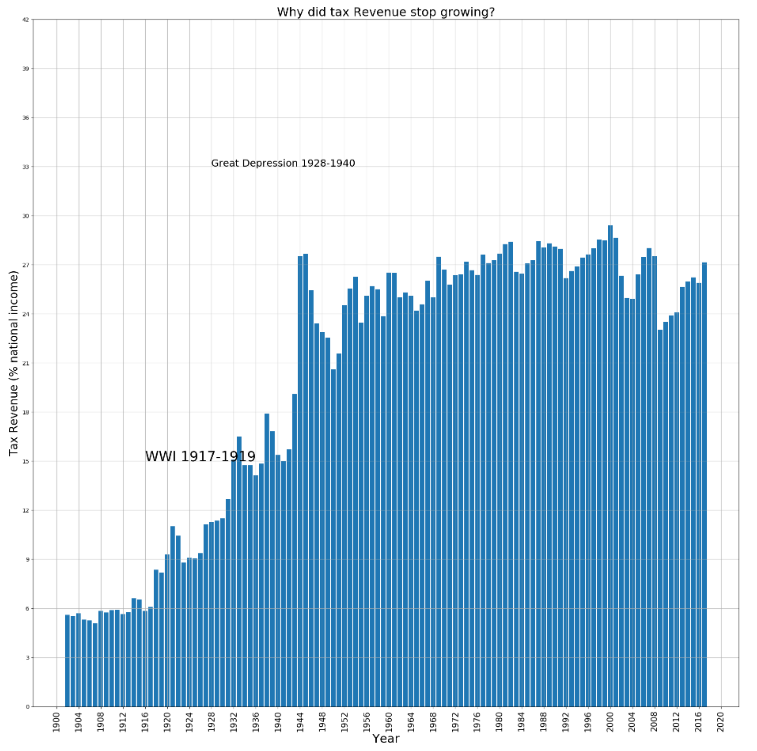 Why did tax Revenue stop growing?
42
39
36
33
30
27
24
21
18
15
12
9
6
3
0
Great Depression 1928-1940
WWI 1917-1919
Tax Revenue (% national income)
1900 1904 1908 1912 1916 1920 1924 1928 1932 1936 1940 1944 1948 1952 1956 1960 1964 1968 1972 1976 1980 1984 1988 1992 1996 2000 2004 2008 2012 2016 2020
Year